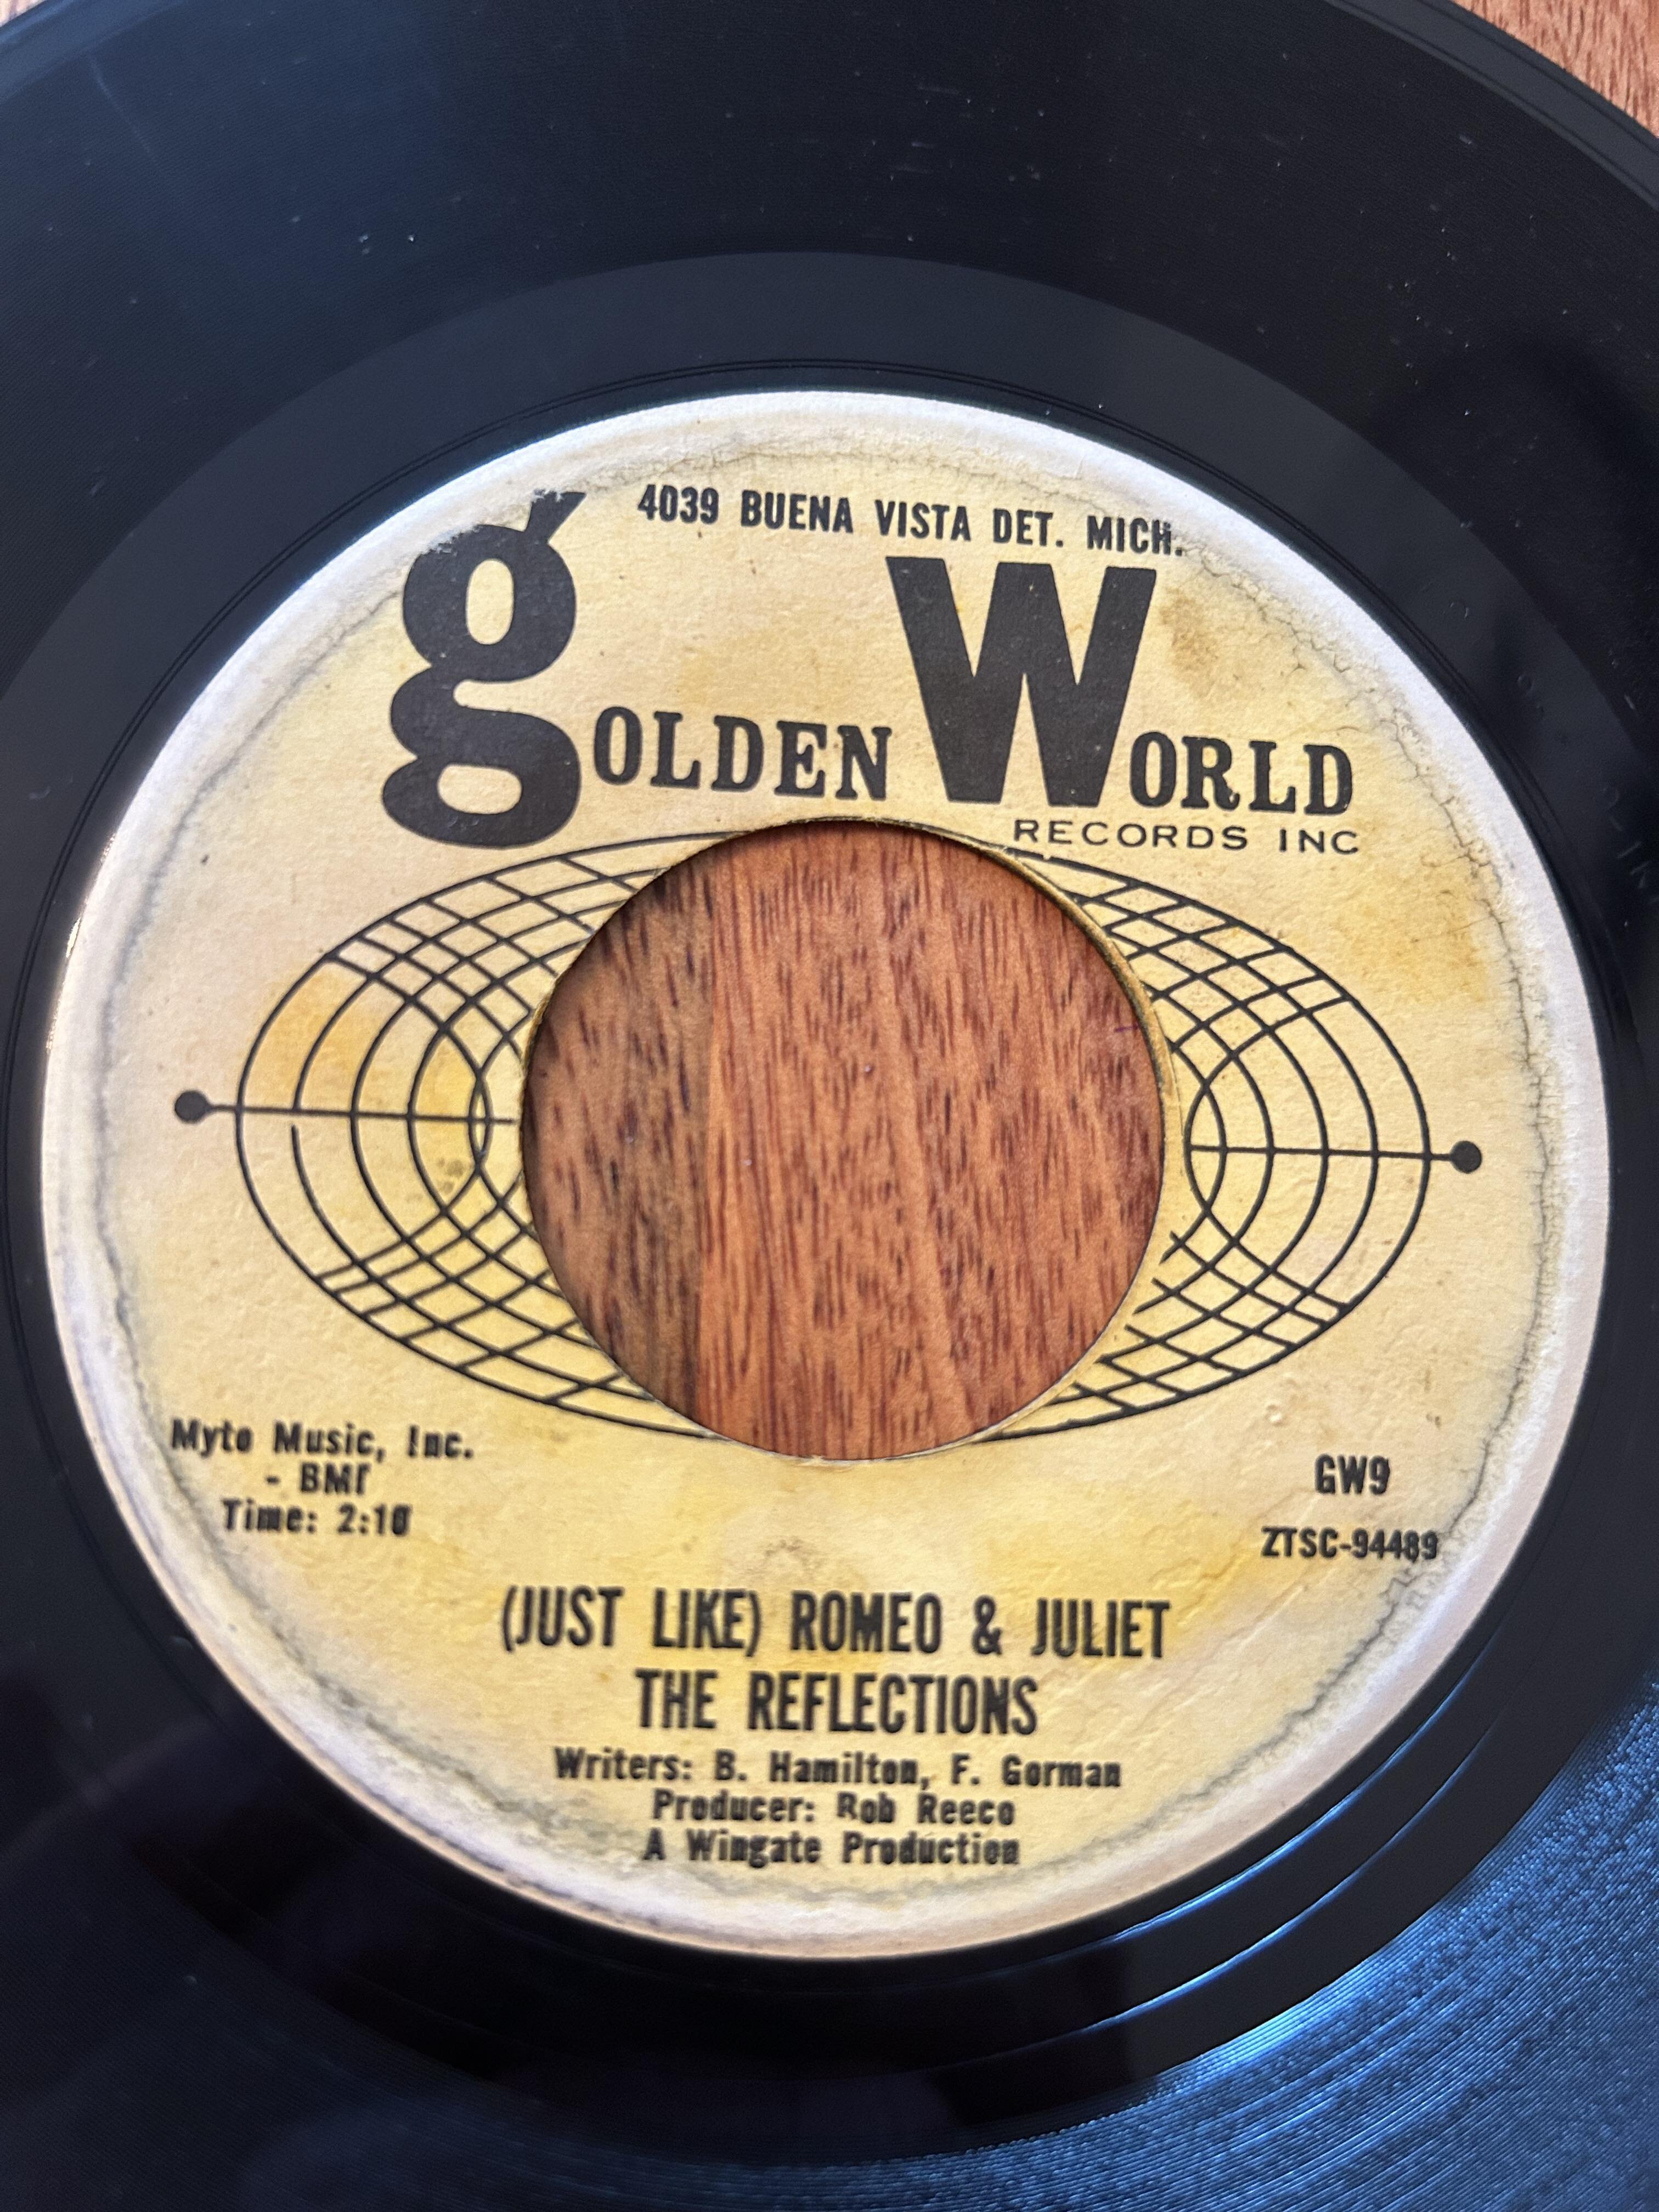 4039 BUENA VISTA DET. MICH.
gOLDEN WORLD
RECORDS INC
Myto Music, Inc.
- BMI
Time: 2:10
GW9
ZTSC-94489
(JUST LIKE) ROMEO & JULIET
THE REFLECTIONS
Writers: B. Hamilton, F. Gorman
Producer: Rob Reeco
A Wingate Production